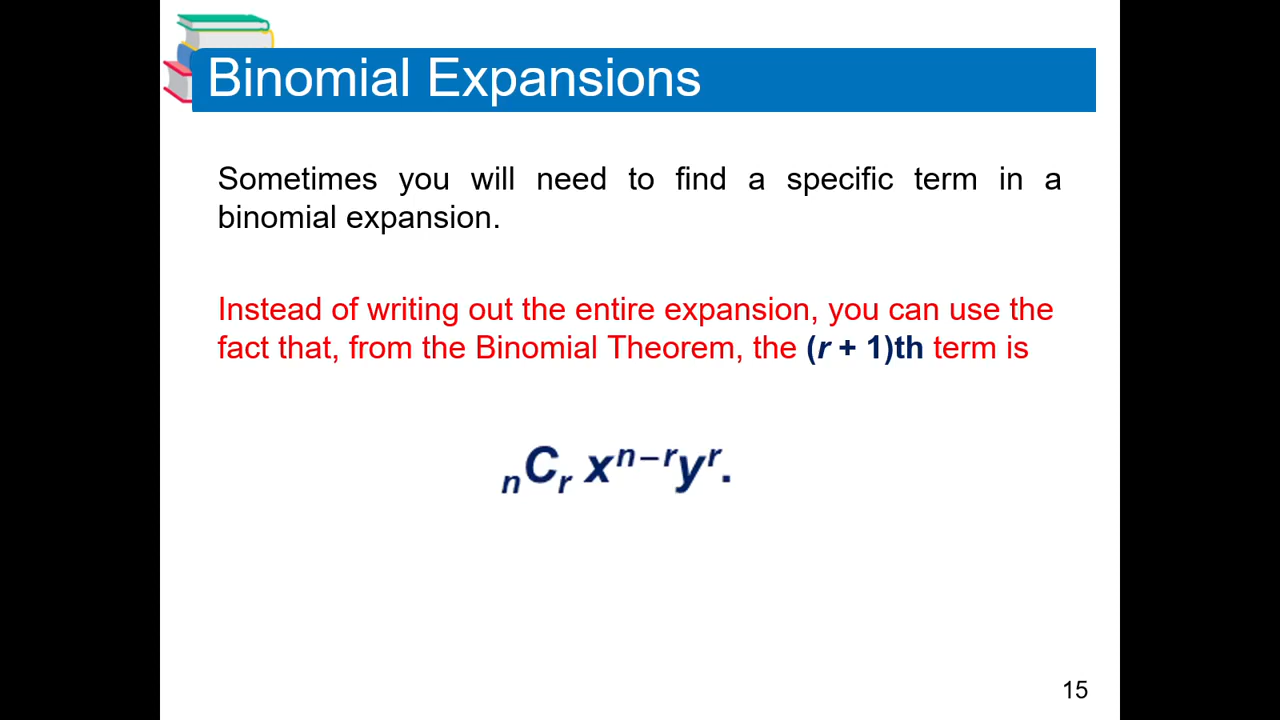 Binomial Expansions
Sometimes you will need to find a specific term in a
binomial expansion.
Instead of writing out the entire expansion, you can use the
fact that, from the Binomial Theorem, the (r + 1)th term is
ₙCᵣ xⁿ⁻ʳyʳ.
15